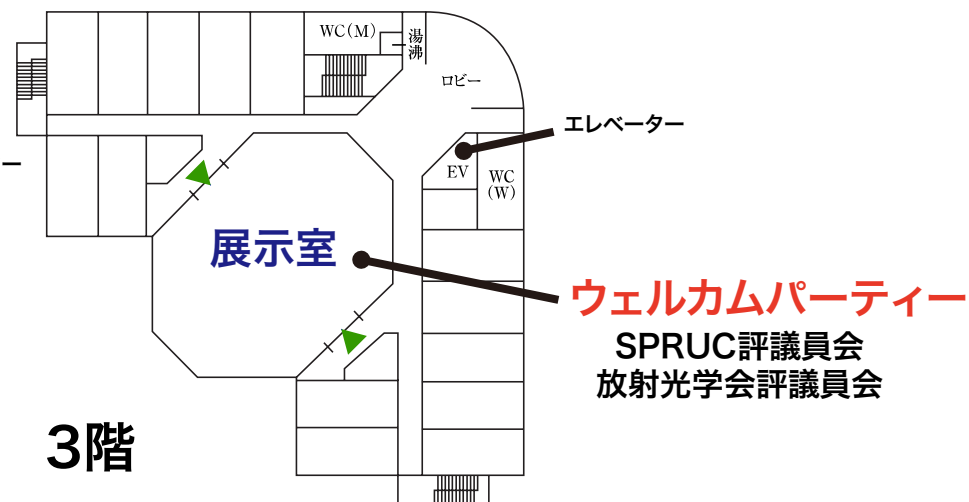 WC(M)
湯沸
ロビー
エレベーター
ー
EV
WC
(W)
展示室
ウェルカムパーティー
SPRUC評議員会
放射光学会評議員会
3階